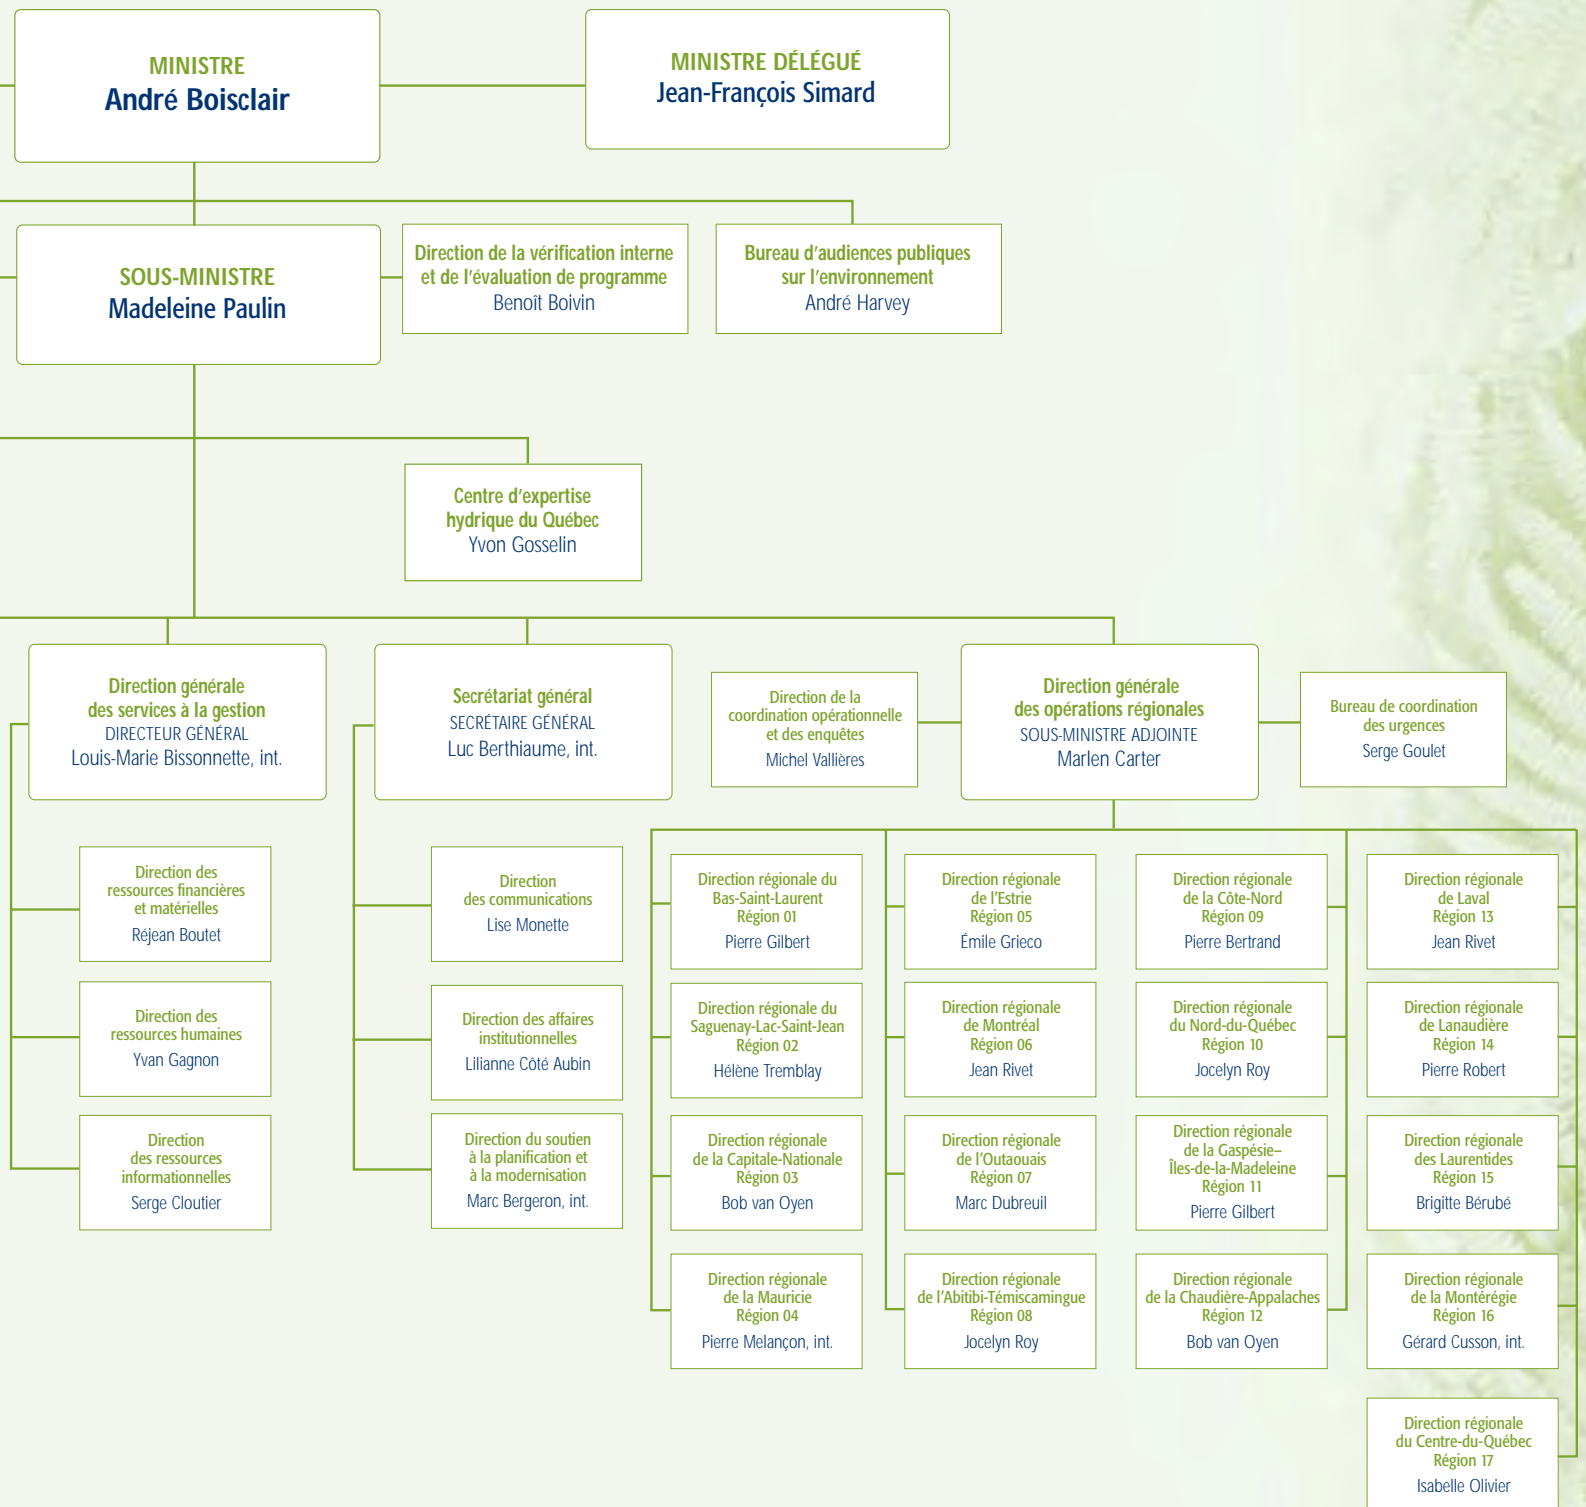 MINISTRE
André Boisclair
MINISTRE DÉLÉGUÉ
Jean-François Simard
SOUS-MINISTRE
Madeleine Paulin
Direction de la vérification interne
et de l'évaluation de programme
Benoît Boivin
Bureau d'audiences publiques
sur l'environnement
André Harvey
Centre d'expertise
hydrique du Québec
Yvon Gosselin
Direction générale
des services à la gestion
DIRECTEUR GÉNÉRAL
Louis-Marie Bissonnette, int.
Secrétariat général
SECRÉTAIRE GÉNÉRAL
Luc Berthiaume, int.
Direction de la
coordination opérationnelle
et des enquêtes
Michel Vallières
Direction générale
des opérations régionales
SOUS-MINISTRE ADJOINTE
Marlen Carter
Bureau de coordination
des urgences
Serge Goulet
Direction des
ressources financières
et matérielles
Réjean Boutet
Direction des
ressources humaines
Yvan Gagnon
Direction
des ressources
informationnelles
Serge Cloutier
Direction
des communications
Lise Monette
Direction des affaires
institutionnelles
Lilianne Côté Aubin
Direction du soutien
à la planification et
à la modernisation
Marc Bergeron, int.
Direction régionale du
Bas-Saint-Laurent
Région 01
Pierre Gilbert
Direction régionale du
Saguenay-Lac-Saint-Jean
Région 02
Hélène Tremblay
Direction régionale
de la Capitale-Nationale
Région 03
Bob van Oyen
Direction régionale
de la Mauricie
Région 04
Pierre Melançon, int.
Direction régionale
de l'Estrie
Région 05
Émile Grieco
Direction régionale
de Montréal
Région 06
Jean Rivet
Direction régionale
de l'Outaouais
Région 07
Marc Dubreuil
Direction régionale
de l'Abitibi-Témiscamingue
Région 08
Jocelyn Roy
Direction régionale
de la Côte-Nord
Région 09
Pierre Bertrand
Direction régionale
du Nord-du-Québec
Région 10
Jocelyn Roy
Direction régionale
de la Gaspésie–
Îles-de-la-Madeleine
Région 11
Pierre Gilbert
Direction régionale
de la Chaudière-Appalaches
Région 12
Bob van Oyen
Direction régionale
de Laval
Région 13
Jean Rivet
Direction régionale
de Lanaudière
Région 14
Pierre Robert
Direction régionale
des Laurentides
Région 15
Brigitte Bérubé
Direction régionale
de la Montérégie
Région 16
Gérard Cusson, int.
Direction régionale
du Centre-du-Québec
Région 17
Isabelle Olivier